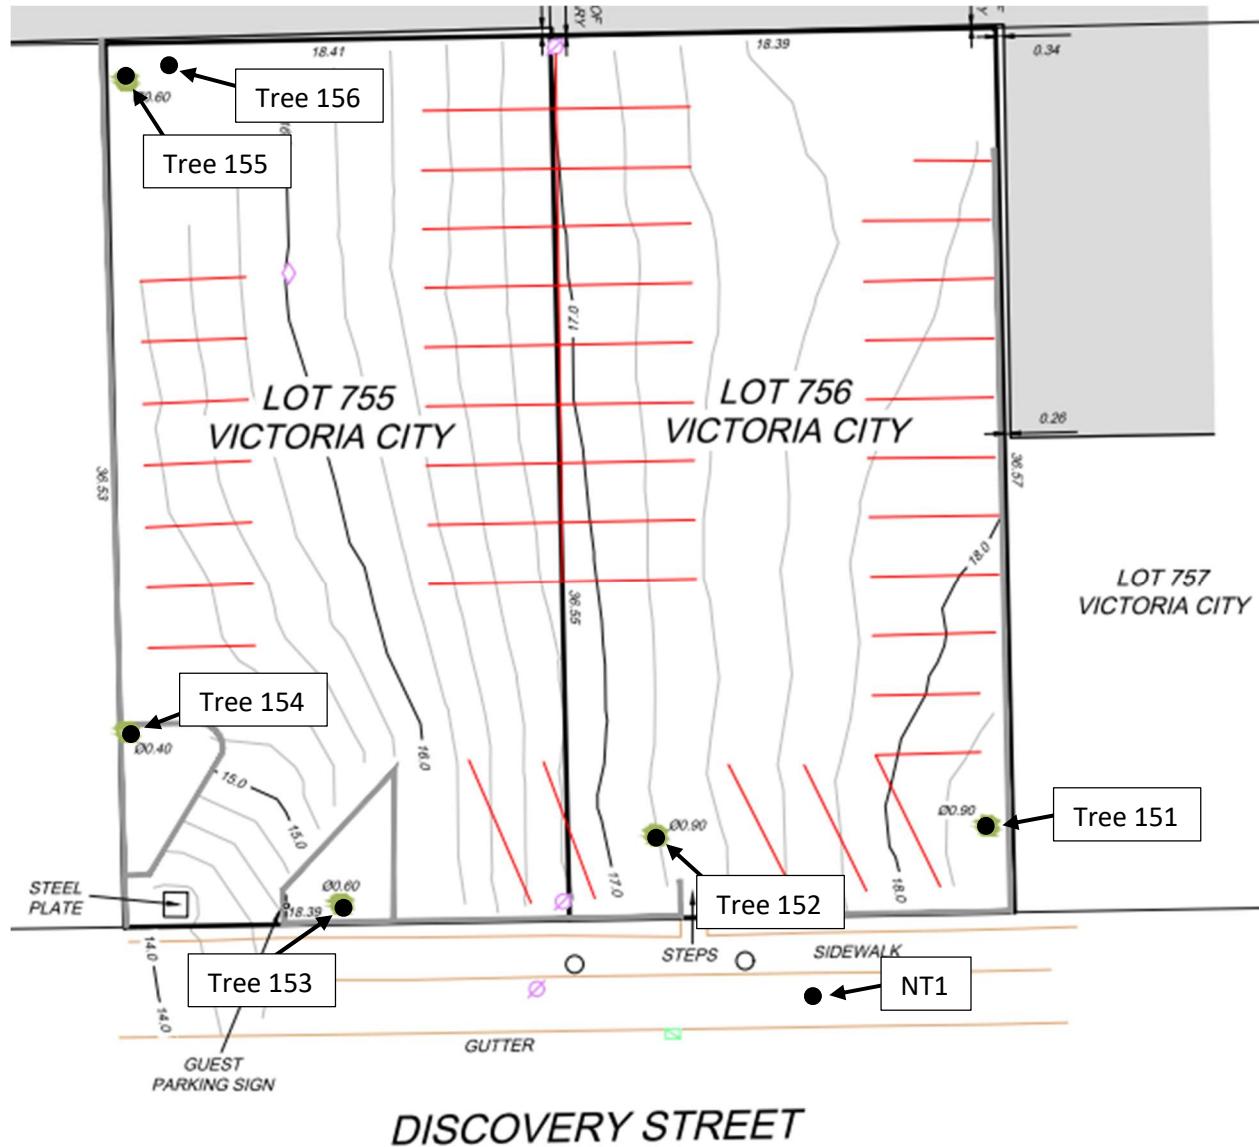 OF
RY
F
Y
18.41
18.39
0.34
Ø0.60
Tree 156
Tree 155
16
17.0
LOT 755
VICTORIA CITY
LOT 756
VICTORIA CITY
0.26
36.53
36.57
18.0
LOT 757
VICTORIA CITY
36.55
Tree 154
Ø0.40
16.0
15.0
15.0
Ø0.90
Ø0.90
Tree 151
17.0
18.0
STEEL
PLATE
Ø0.60
18.39
Tree 152
14.0
14.0
Tree 153
STEPS
SIDEWALK
NT1
GUTTER
GUEST
PARKING SIGN
DISCOVERY STREET